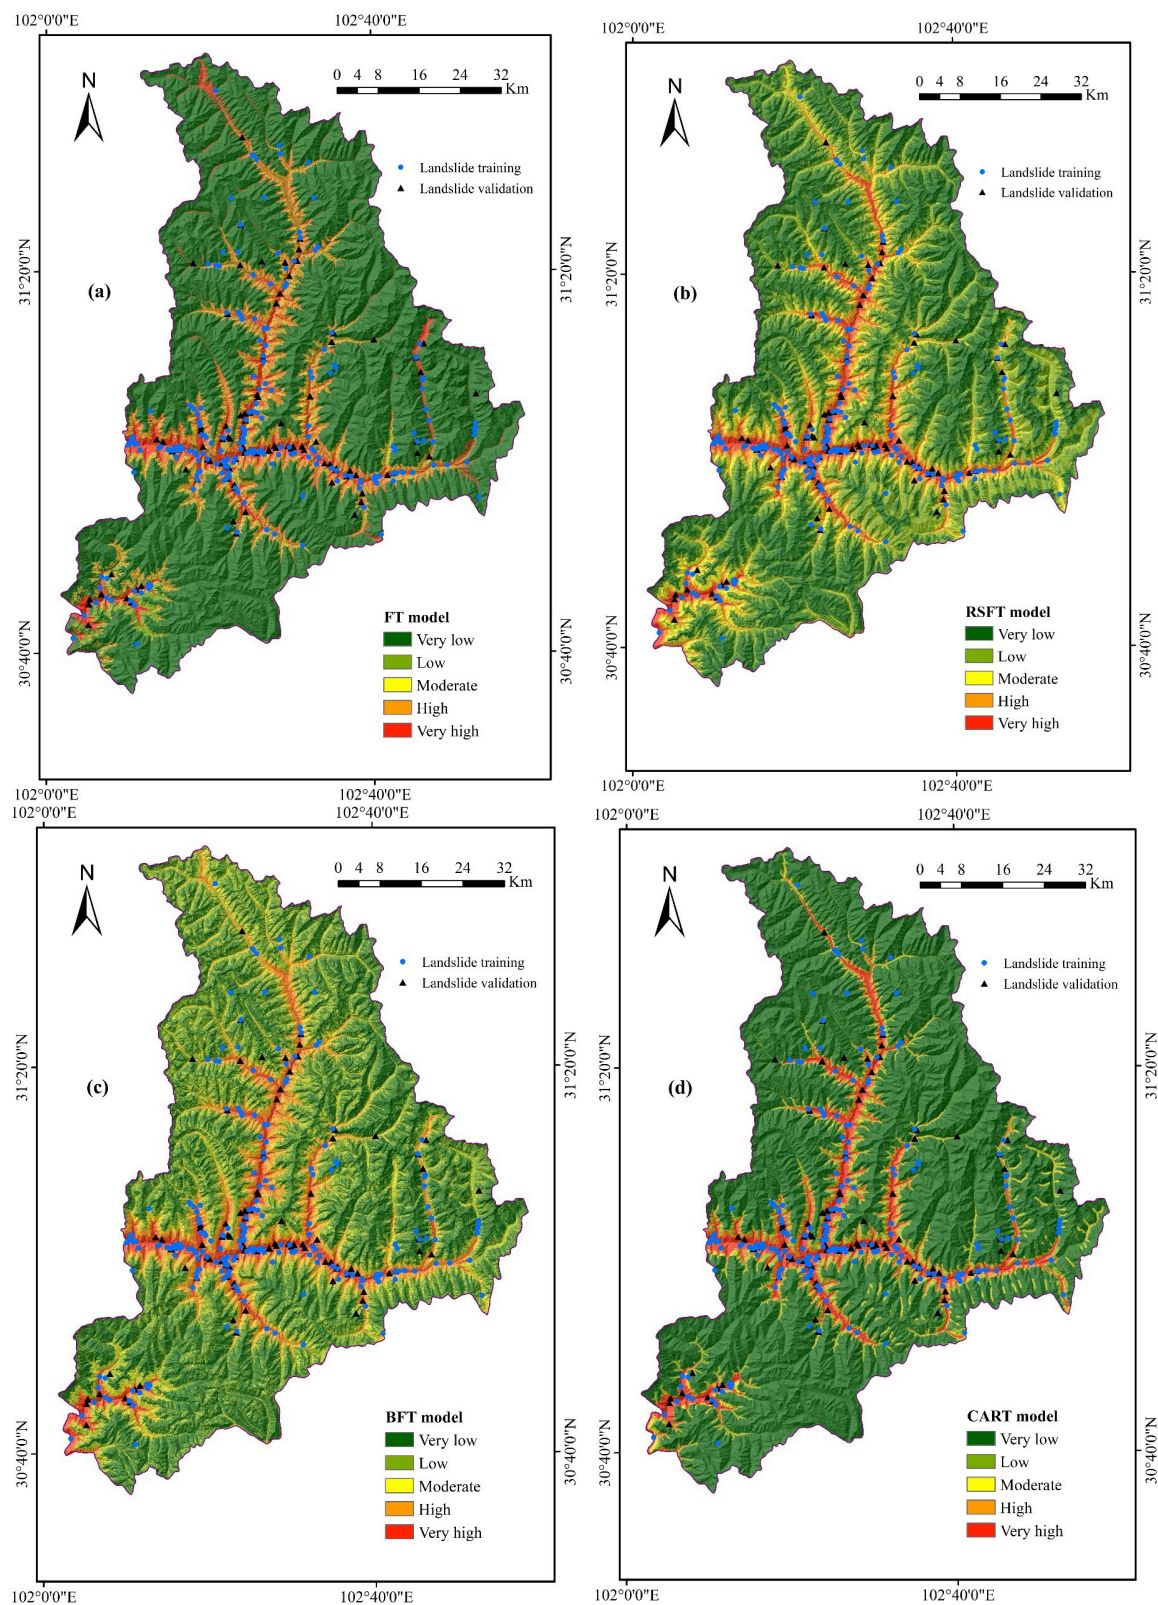 102°0'0"E 102°40'0"E
N
0 4 8 16 24 32
Km
Landslide training
Landslide validation
31°20'0"N
31°20'0"N
(a)
30°40'0"N
30°40'0"N
FT model
Very low
Low
Moderate
High
Very high
102°0'0"E 102°40'0"E
102°0'0"E 102°40'0"E
N
0 4 8 16 24 32
Km
Landslide training
Landslide validation
31°20'0"N
31°20'0"N
(b)
30°40'0"N
30°40'0"N
RSFT model
Very low
Low
Moderate
High
Very high
102°0'0"E 102°40'0"E
102°0'0"E 102°40'0"E
N
0 4 8 16 24 32
Km
Landslide training
Landslide validation
31°20'0"N
31°20'0"N
(c)
30°40'0"N
30°40'0"N
BFT model
Very low
Low
Moderate
High
Very high
102°0'0"E 102°40'0"E
102°0'0"E 102°40'0"E
N
0 4 8 16 24 32
Km
Landslide training
Landslide validation
31°20'0"N
31°20'0"N
(d)
30°40'0"N
30°40'0"N
CART model
Very low
Low
Moderate
High
Very high
102°0'0"E 102°40'0"E